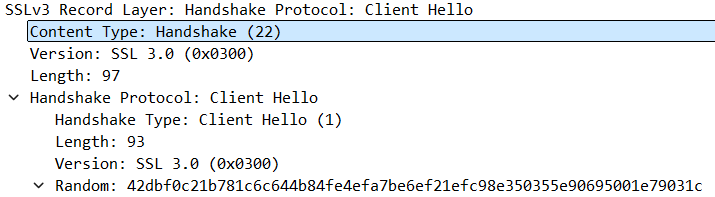 SSLv3 Record Layer: Handshake Protocol: Client Hello
Content Type: Handshake (22)
Version: SSL 3.0 (0x0300)
Length: 97
Handshake Protocol: Client Hello
Handshake Type: Client Hello (1)
Length: 93
Version: SSL 3.0 (0x0300)
Random: 42dbf0c21b781c6c644b84fe4efa7be6ef21efc98e350355e90695001e79031c